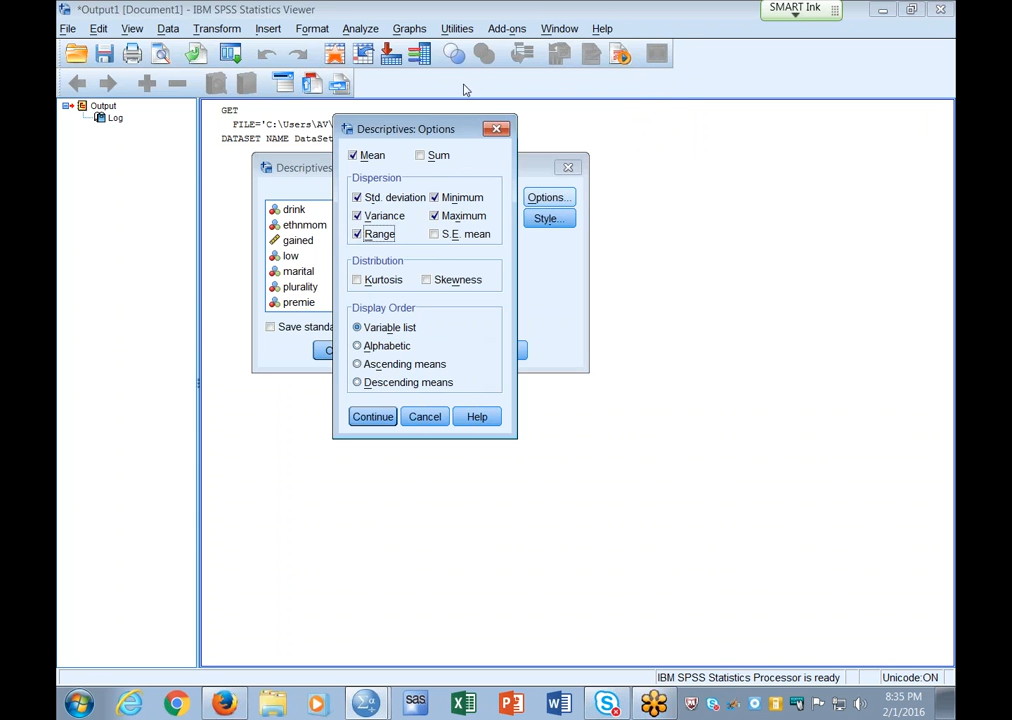 *Output1 [Document1] - IBM SPSS Statistics Viewer
SMART Ink
File Edit View Data Transform Insert Format Analyze Graphs Utilities Add-ons Window Help
Output
Log
GET
FILE='C:\Users\AV\
DATASET NAME DataSet
Descriptives
drink
ethnmom
gained
low
marital
plurality
premie
Save standa
Options...
Style...
Descriptives: Options
Mean Sum
Dispersion
Std. deviation Minimum
Variance Maximum
Range S.E. mean
Distribution
Kurtosis Skewness
Display Order
Variable list
Alphabetic
Ascending means
Descending means
Continue Cancel Help
IBM SPSS Statistics Processor is ready Unicode:ON
Σα
sas
8:35 PM
2/1/2016